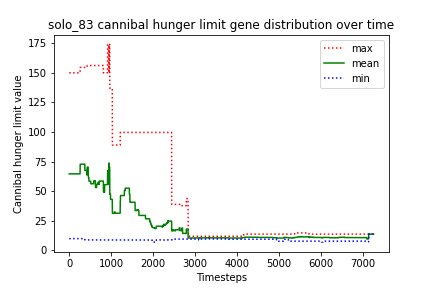 solo_83 cannibal hunger limit gene distribution over time
175
150
125
100
75
50
25
0
Cannibal hunger limit value
max
mean
min
0
1000
2000
3000
4000
5000
6000
7000
Timesteps